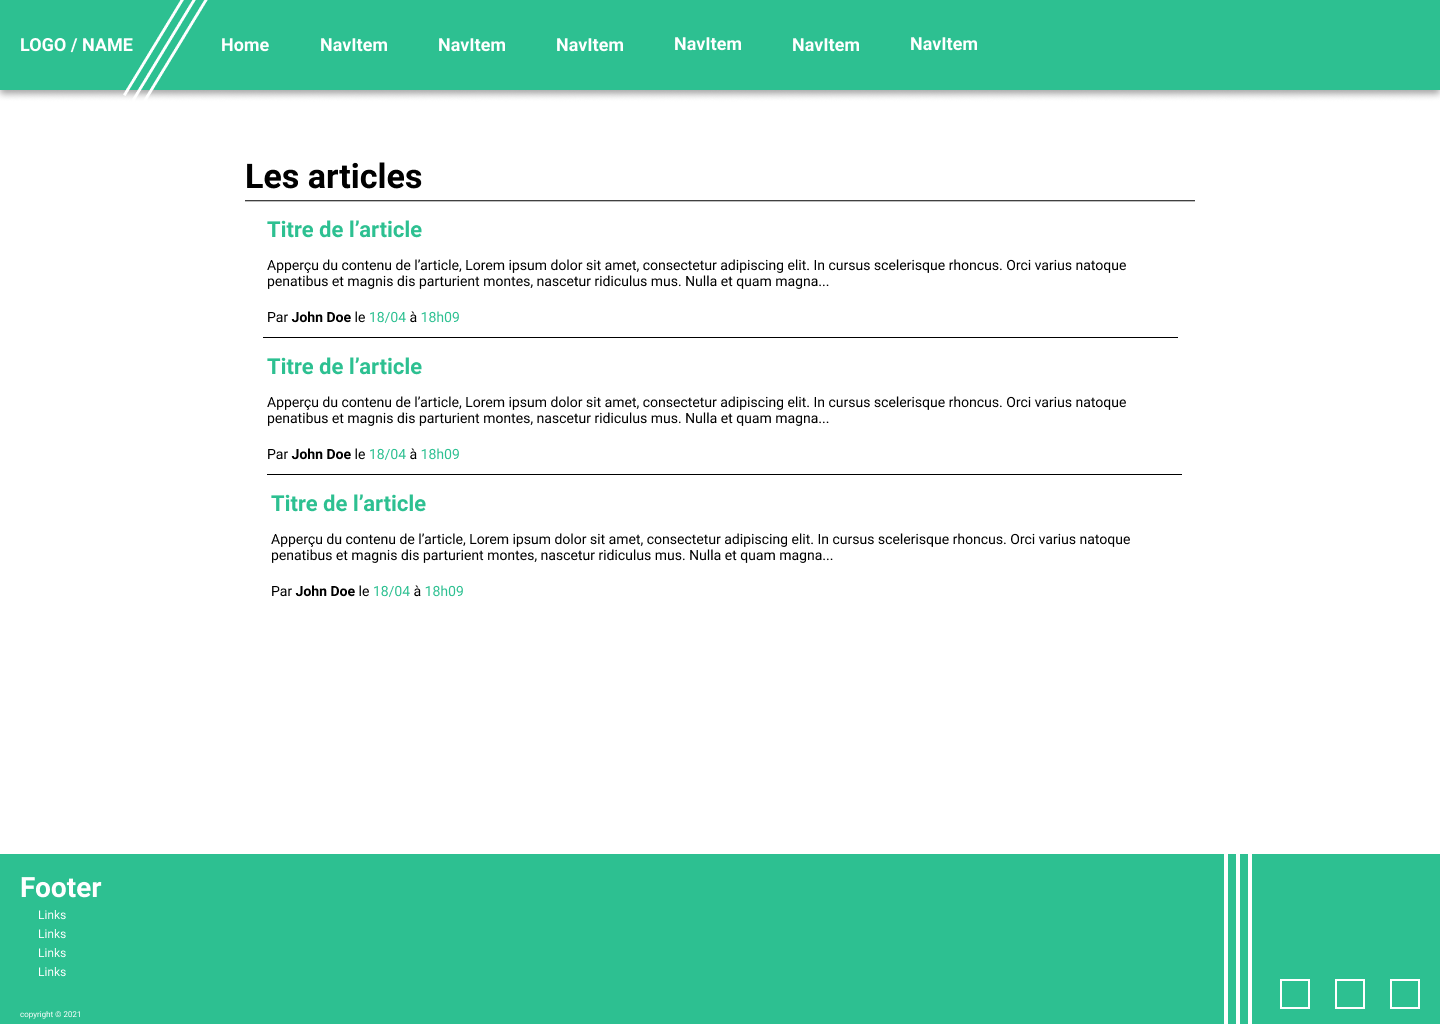 LOGO / NAME Home NavItem NavItem NavItem NavItem NavItem NavItem
Les articles
Titre de l’article
Apperçu du contenu de l’article, Lorem ipsum dolor sit amet, consectetur adipiscing elit. In cursus scelerisque rhoncus. Orci varius natoque
penatibus et magnis dis parturient montes, nascetur ridiculus mus. Nulla et quam magna...
Par John Doe le 18/04 à 18h09
Titre de l’article
Apperçu du contenu de l’article, Lorem ipsum dolor sit amet, consectetur adipiscing elit. In cursus scelerisque rhoncus. Orci varius natoque
penatibus et magnis dis parturient montes, nascetur ridiculus mus. Nulla et quam magna...
Par John Doe le 18/04 à 18h09
Titre de l’article
Apperçu du contenu de l’article, Lorem ipsum dolor sit amet, consectetur adipiscing elit. In cursus scelerisque rhoncus. Orci varius natoque
penatibus et magnis dis parturient montes, nascetur ridiculus mus. Nulla et quam magna...
Par John Doe le 18/04 à 18h09
Footer
Links
Links
Links
Links
copyright © 2021